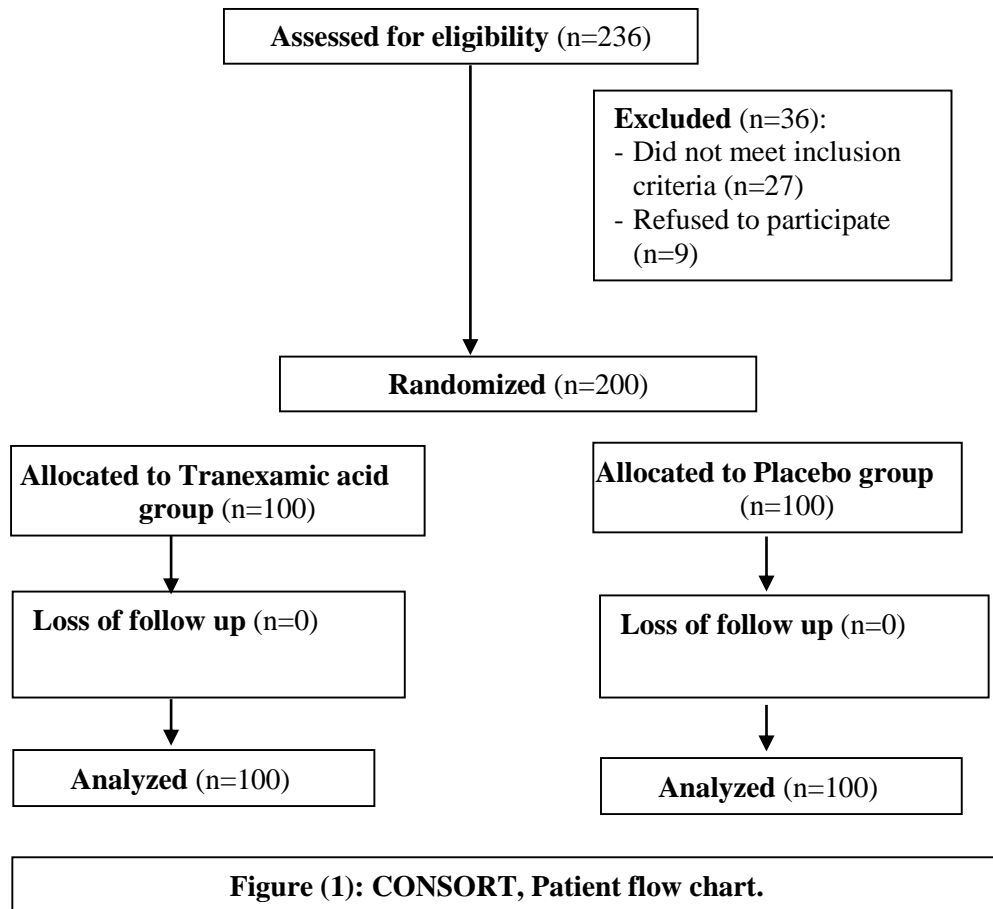 Assessed for eligibility (n=236)
Excluded (n=36):
- Did not meet inclusion
criteria (n=27)
- Refused to participate
(n=9)
Randomized (n=200)
Allocated to Tranexamic acid
group (n=100)
Allocated to Placebo group
(n=100)
Loss of follow up (n=0)
Loss of follow up (n=0)
Analyzed (n=100)
Analyzed (n=100)
Figure (1): CONSORT, Patient flow chart.